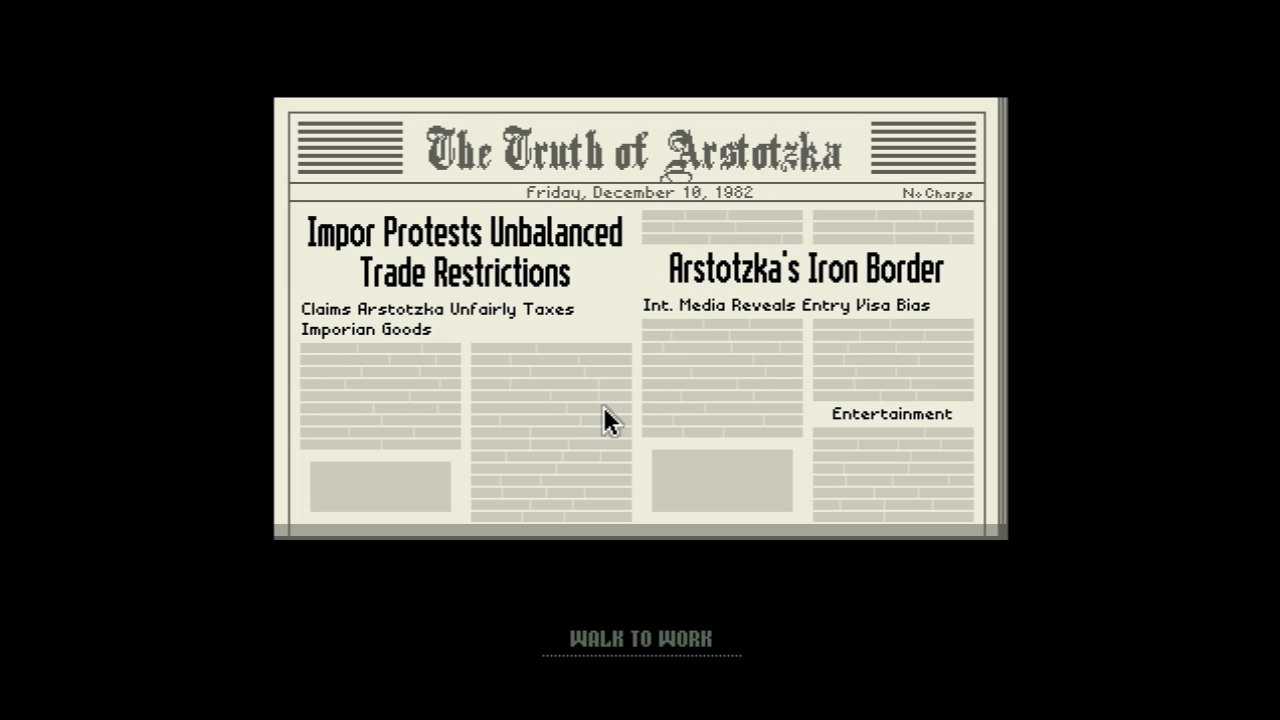 The Truth of Arstotzka
Friday, December 10, 1982
No Charge
Impor Protests Unbalanced
Trade Restrictions
Claims Arstotzka Unfairly Taxes
Imporian Goods
Arstotzka's Iron Border
Int. Media Reveals Entry Visa Bias
Entertainment
WALK TO WORK